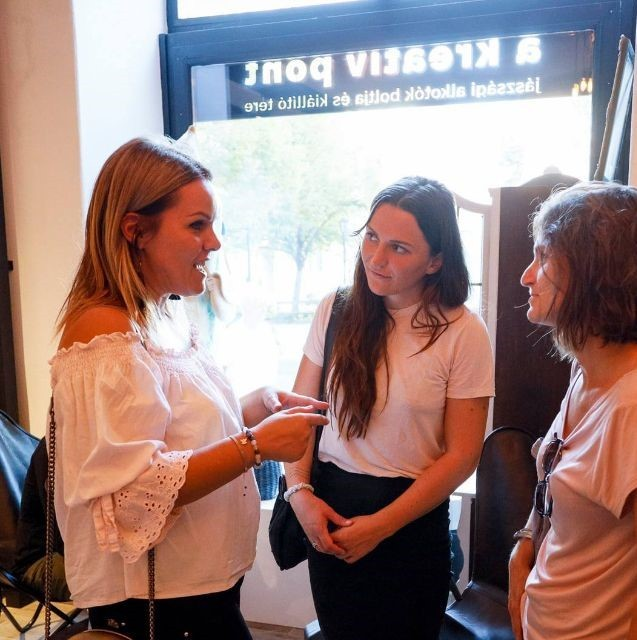 a kreatív pont
jászsági alkotók boltja és kiállító tere